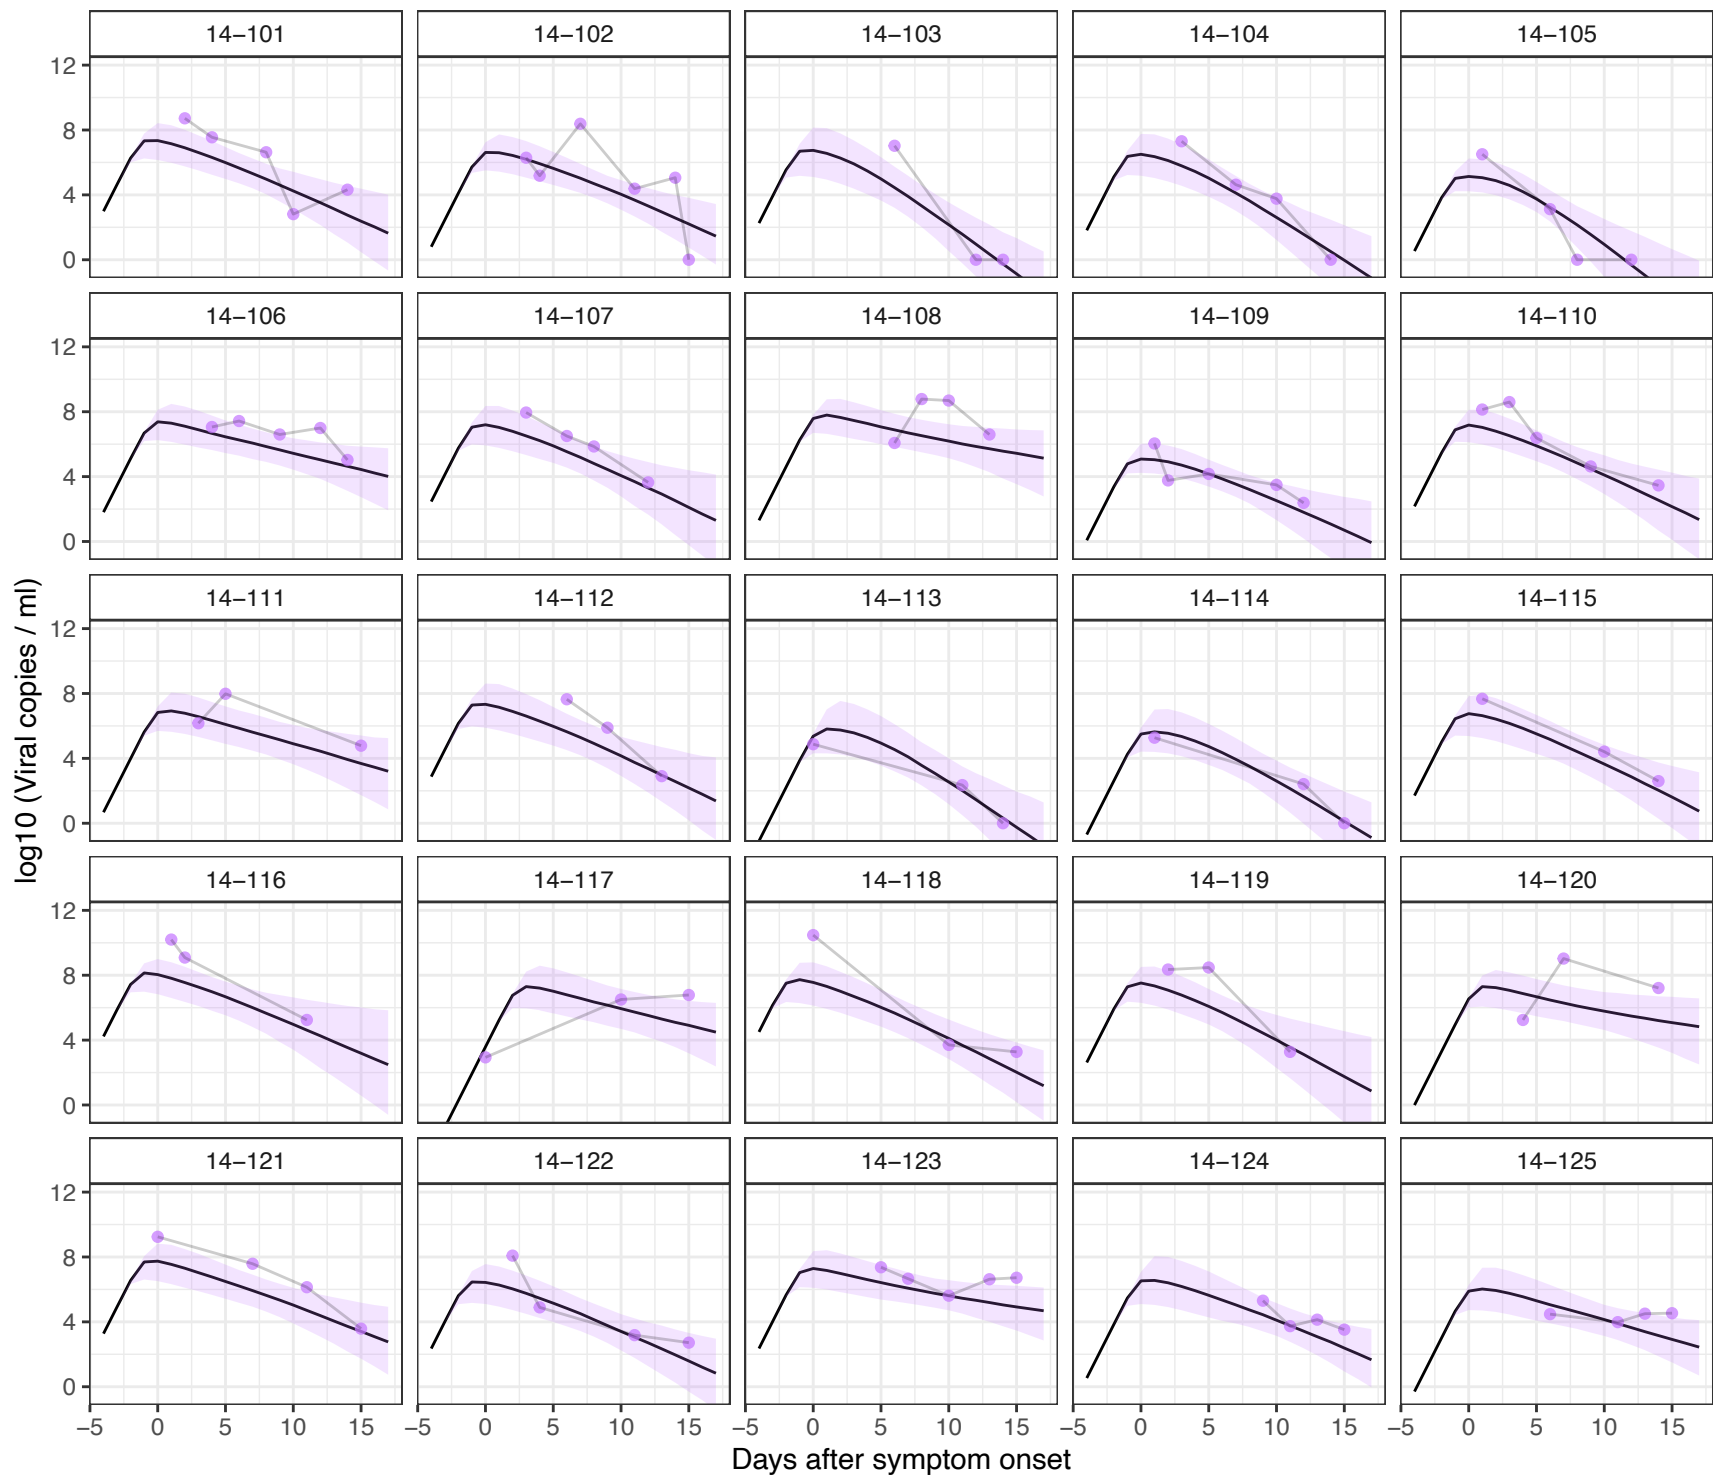 14−101 14−102 14−103 14−104 14−105
12
8
4
0
14−106 14−107 14−108 14−109 14−110
12
8
4
0
14−111 14−112 14−113 14−114 14−115
12
8
4
0
log10 (Viral copies / ml)
14−116 14−117 14−118 14−119 14−120
12
8
4
0
14−121 14−122 14−123 14−124 14−125
12
8
4
0
−5 0 5 10 15 −5 0 5 10 15 −5 0 5 10 15 −5 0 5 10 15 −5 0 5 10 15
Days after symptom onset